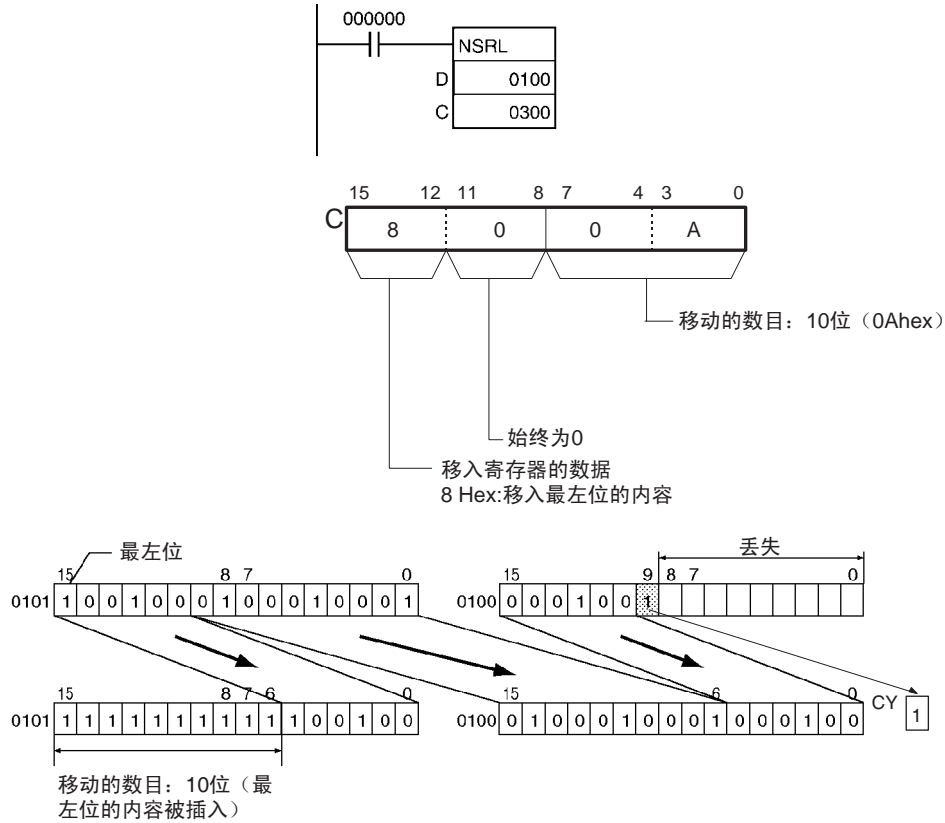 000000
NSRL
D 0100
C 0300
15 12 11 8 7 4 3 0
C 8 0 0 A
移动的数目：10位（0Ahex）
始终为0
移入寄存器的数据
8 Hex:移入最左位的内容
最左位 丢失
15 8 7 0 15 9 8 7 0
0101 1 0 0 1 0 0 0 1 0 0 0 1 0 0 0 1 0100 0 0 0 1 0 0 1
15 8 7 6 0 15 6 0
0101 1 1 1 1 1 1 1 1 1 1 1 0 0 1 0 0 0100 0 1 0 0 0 1 0 0 0 1 0 0 0 1 0 0 CY 1
移动的数目：10位（最
左位的内容被插入）